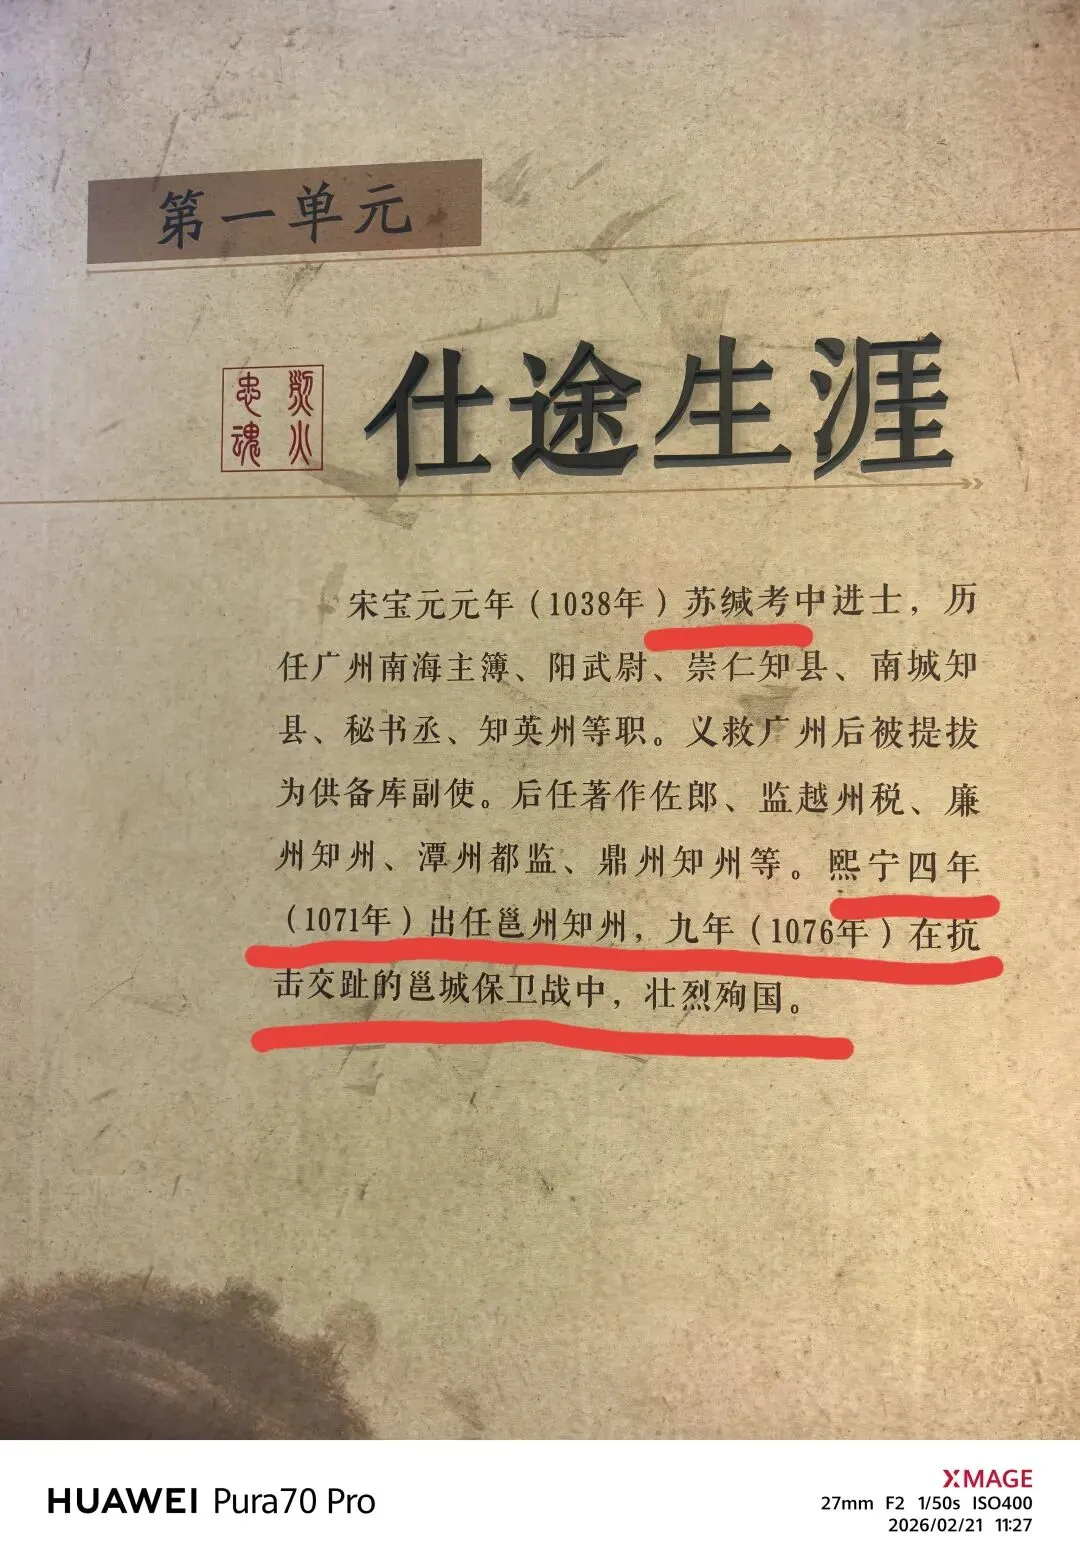 第一单元
忠烈
魂火
仕途生涯
宋宝元元年（1038年）苏缄考中进士，历
任广州南海主簿、阳武尉、崇仁知县、南城知
县、秘书丞、知英州等职。义救广州后被提拔
为供备库副使。后任著作佐郎、监越州税、廉
州知州、潭州都监、鼎州知州等。熙宁四年
（1071年）出任邕州知州，九年（1076年）在抗
击交趾的邕城保卫战中，壮烈殉国。
HUAWEI Pura70 Pro
XMAGE
27mm F2 1/50s ISO400
2026/02/21 11:27